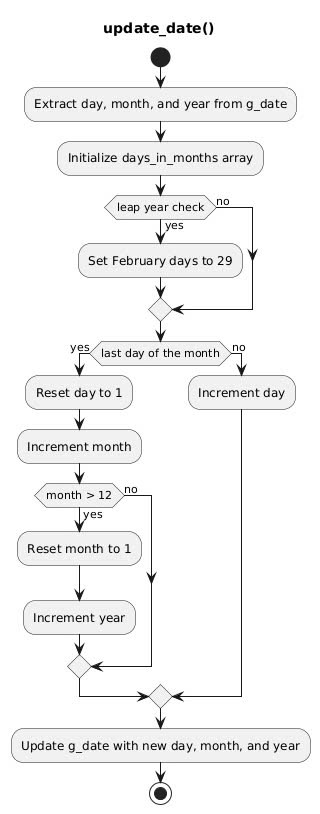 update_date()
Extract day, month, and year from g_date
Initialize days_in_months array
leap year check
no
yes
Set February days to 29
yes
last day of the month
no
Reset day to 1
Increment day
Increment month
month > 12
no
yes
Reset month to 1
Increment year
Update g_date with new day, month, and year